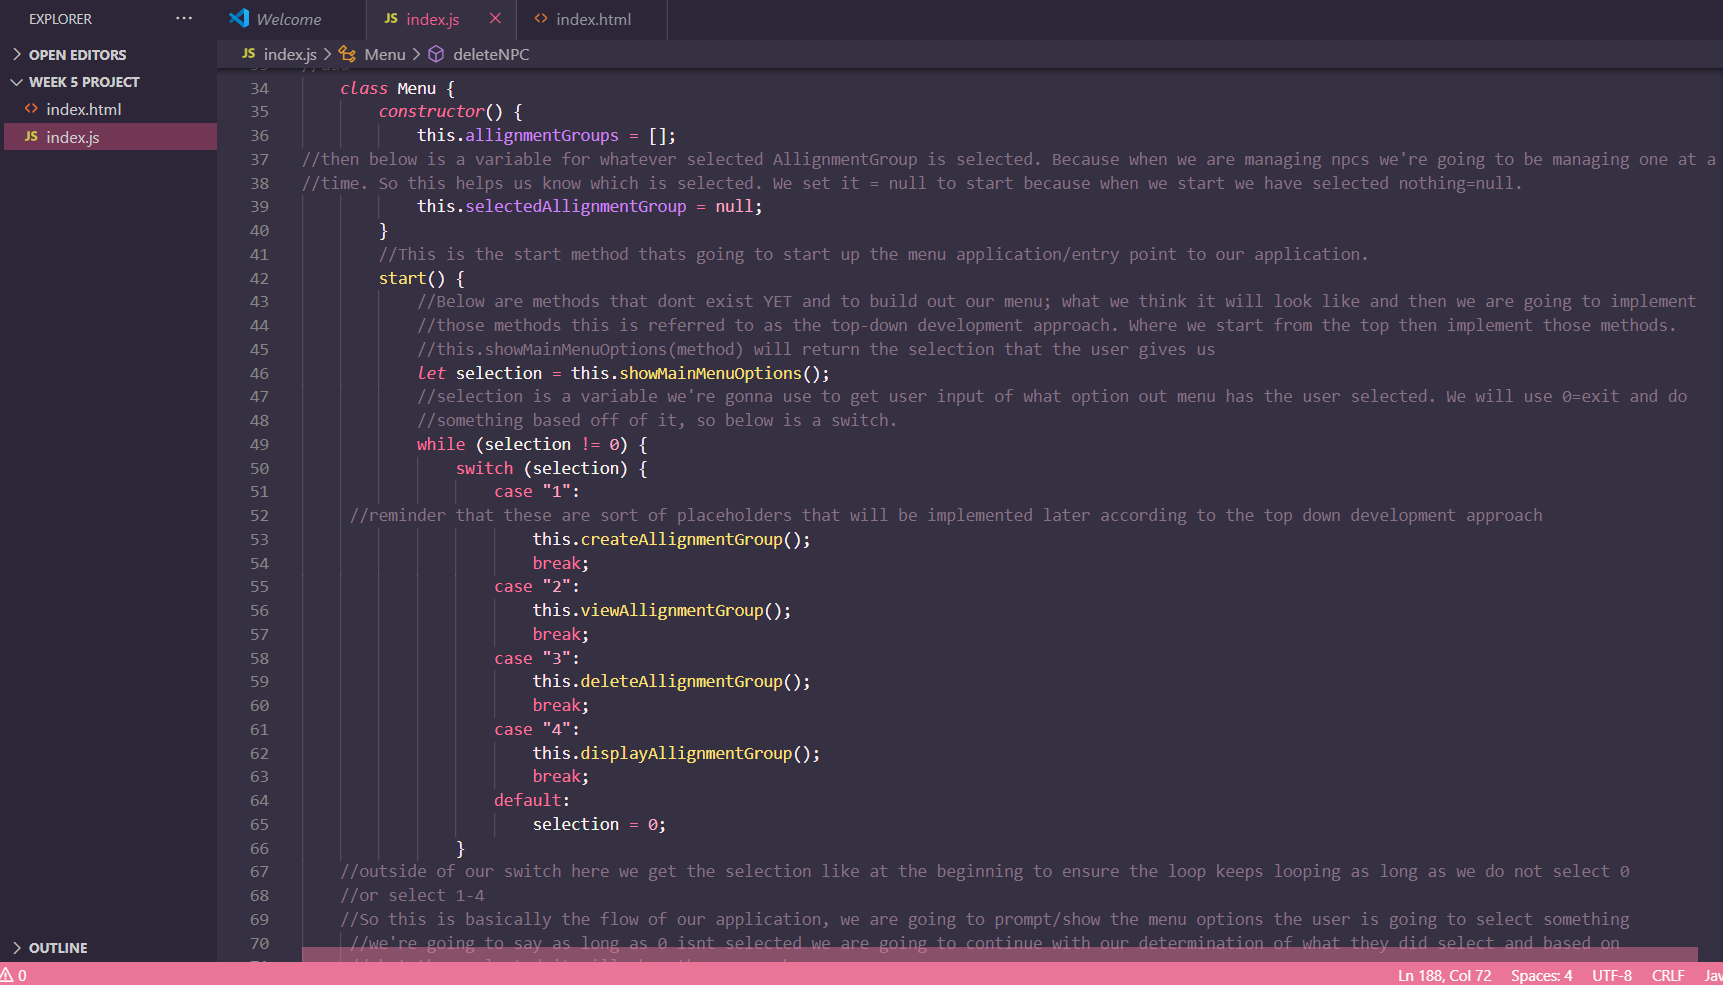 EXPLORER ···
Welcome
JS index.js ×
<> index.html
OPEN EDITORS
WEEK 5 PROJECT
<> index.html
JS index.js
OUTLINE
JS index.js > Menu > deleteNPC
34 class Menu {
35 constructor() {
36 this.allignmentGroups = [];
37 //then below is a variable for whatever selected AllignmentGroup is selected. Because when we are managing npcs we're going to be managing one at a
38 //time. So this helps us know which is selected. We set it = null to start because when we start we have selected nothing=null.
39 this.selectedAllignmentGroup = null;
40 }
41 //This is the start method thats going to start up the menu application/entry point to our application.
42 start() {
43 //Below are methods that dont exist YET and to build out our menu; what we think it will look like and then we are going to implement
44 //those methods this is referred to as the top-down development approach. Where we start from the top then implement those methods.
45 //this.showMainMenuOptions(method) will return the selection that the user gives us
46 let selection = this.showMainMenuOptions();
47 //selection is a variable we're gonna use to get user input of what option out menu has the user selected. We will use 0=exit and do
48 //something based off of it, so below is a switch.
49 while (selection != 0) {
50 switch (selection) {
51 case "1":
52 //reminder that these are sort of placeholders that will be implemented later according to the top down development approach
53 this.createAllignmentGroup();
54 break;
55 case "2":
56 this.viewAllignmentGroup();
57 break;
58 case "3":
59 this.deleteAllignmentGroup();
60 break;
61 case "4":
62 this.displayAllignmentGroup();
63 break;
64 default:
65 selection = 0;
66 }
67 //outside of our switch here we get the selection like at the beginning to ensure the loop keeps looping as long as we do not select 0
68 //or select 1-4
69 //So this is basically the flow of our application, we are going to prompt/show the menu options the user is going to select something
70 //we're going to say as long as 0 isnt selected we are going to continue with our determination of what they did select and based on
0
Ln 188, Col 72 Spaces: 4 UTF-8 CRLF Jav